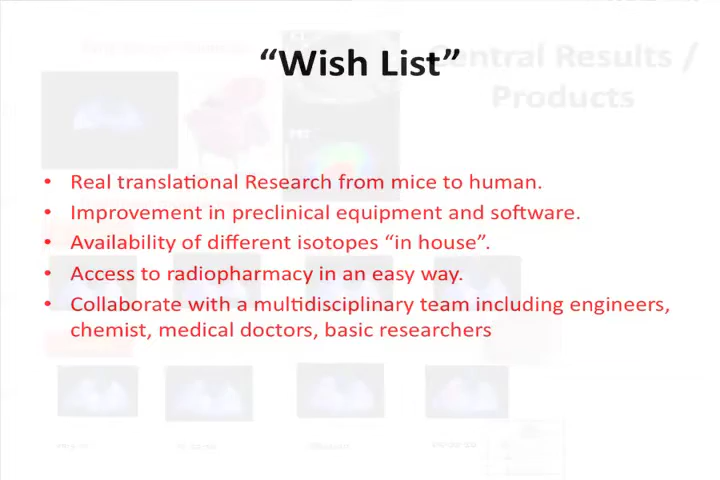 “Wish List”
Central Results /
Products
• Real translational Research from mice to human.
• Improvement in preclinical equipment and software.
• Availability of different isotopes “in house”.
• Access to radiopharmacy in an easy way.
• Collaborate with a multidisciplinary team including engineers,
chemist, medical doctors, basic researchers